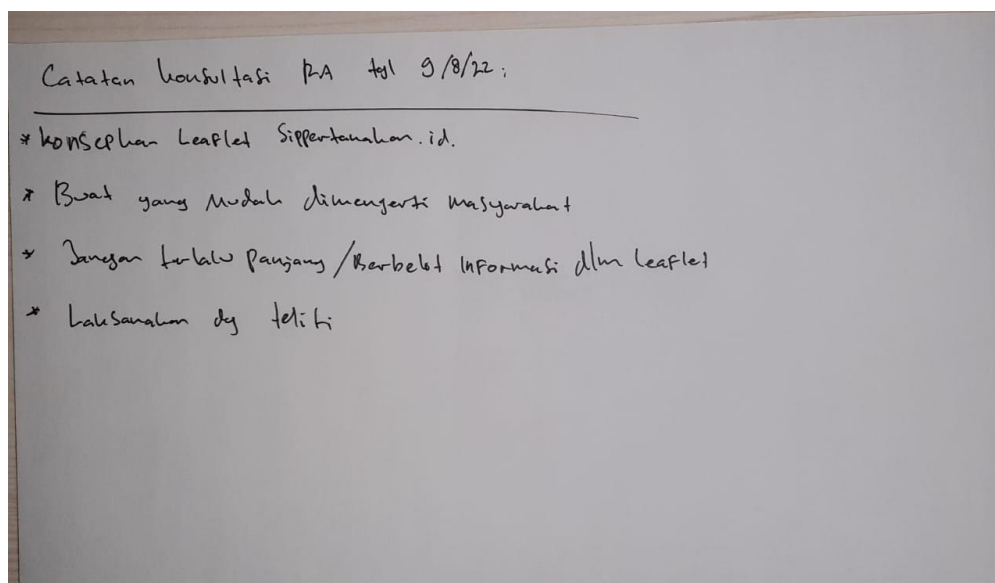 Catatan konsultasi RA tgl 9/8/22:
* konsepkan Leaflet Sippertanahan.id.
* Buat yang mudah dimengerti masyarakat
* Jangan terlalu panjang/Berbelit Informasi dlm leaflet
* Laksanakan dg teliti